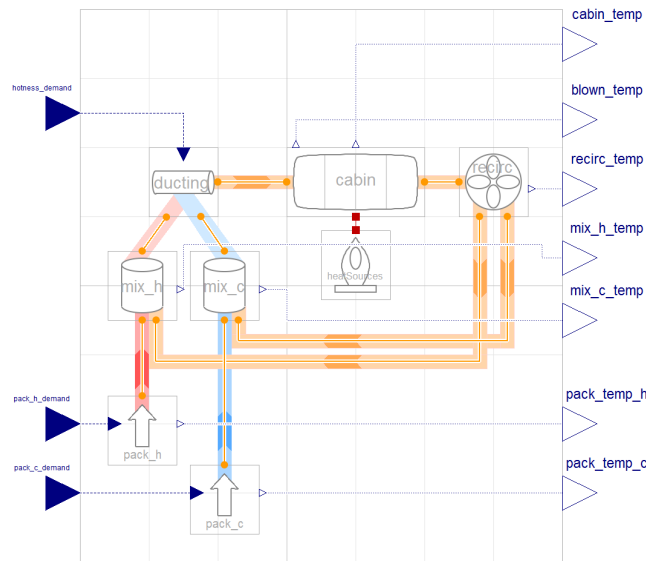 cabin_temp
hotness_demand
blown_temp
ducting
cabin
recirc
recirc_temp
mix_h_temp
mix_h
mix_c
heatSources
mix_c_temp
pack_h_demand
pack_temp_h
pack_h
pack_c_demand
pack_temp_c
pack_c